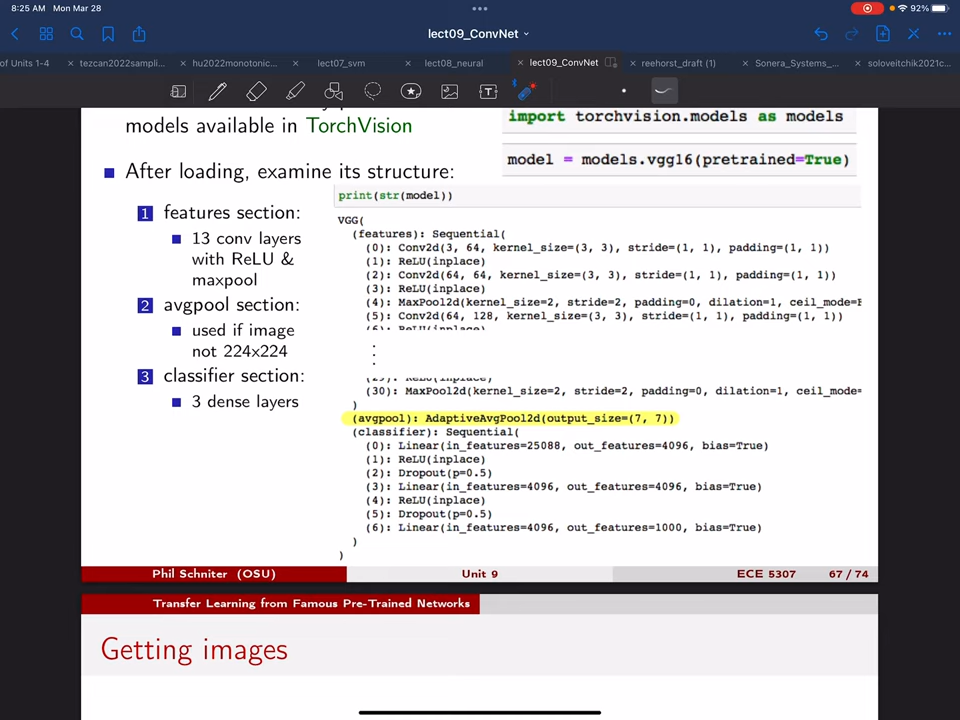 8:25 AM Mon Mar 28
92%
lect09_ConvNet
of Units 1-4
tezcan2022sampli...
hu2022monotonic...
lect07_svm
lect08_neural
lect09_ConvNet
reehorst_draft (1)
Sonera_Systems_...
soloveitchik2021c...
models available in TorchVision
import torchvision.models as models
model = models.vgg16(pretrained=True)
After loading, examine its structure:
1 features section:
13 conv layers
with ReLU &
maxpool
2 avgpool section:
used if image
not 224x224
3 classifier section:
3 dense layers
print(str(model))
VGG(
(features): Sequential(
(0): Conv2d(3, 64, kernel_size=(3, 3), stride=(1, 1), padding=(1, 1))
(1): ReLU(inplace)
(2): Conv2d(64, 64, kernel_size=(3, 3), stride=(1, 1), padding=(1, 1))
(3): ReLU(inplace)
(4): MaxPool2d(kernel_size=2, stride=2, padding=0, dilation=1, ceil_mode=F
(5): Conv2d(64, 128, kernel_size=(3, 3), stride=(1, 1), padding=(1, 1))
(6): ReLU(inplace)
⋮
(29): ReLU(inplace)
(30): MaxPool2d(kernel_size=2, stride=2, padding=0, dilation=1, ceil_mode=
)
(avgpool): AdaptiveAvgPool2d(output_size=(7, 7))
(classifier): Sequential(
(0): Linear(in_features=25088, out_features=4096, bias=True)
(1): ReLU(inplace)
(2): Dropout(p=0.5)
(3): Linear(in_features=4096, out_features=4096, bias=True)
(4): ReLU(inplace)
(5): Dropout(p=0.5)
(6): Linear(in_features=4096, out_features=1000, bias=True)
)
)
Phil Schniter (OSU)
Unit 9
ECE 5307
67 / 74
Transfer Learning from Famous Pre-Trained Networks
Getting images